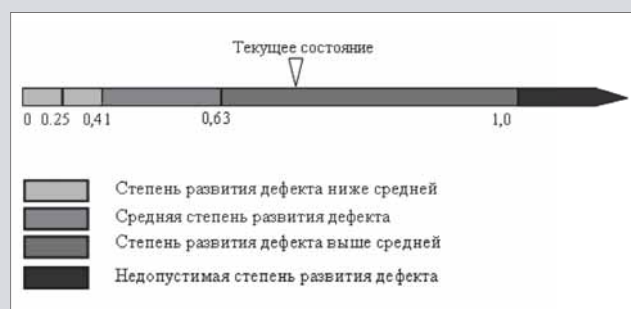 Текущее состояние
0 0.25 0,41 0,63 1,0
Степень развития дефекта ниже средней
Средняя степень развития дефекта
Степень развития дефекта выше средней
Недопустимая степень развития дефекта